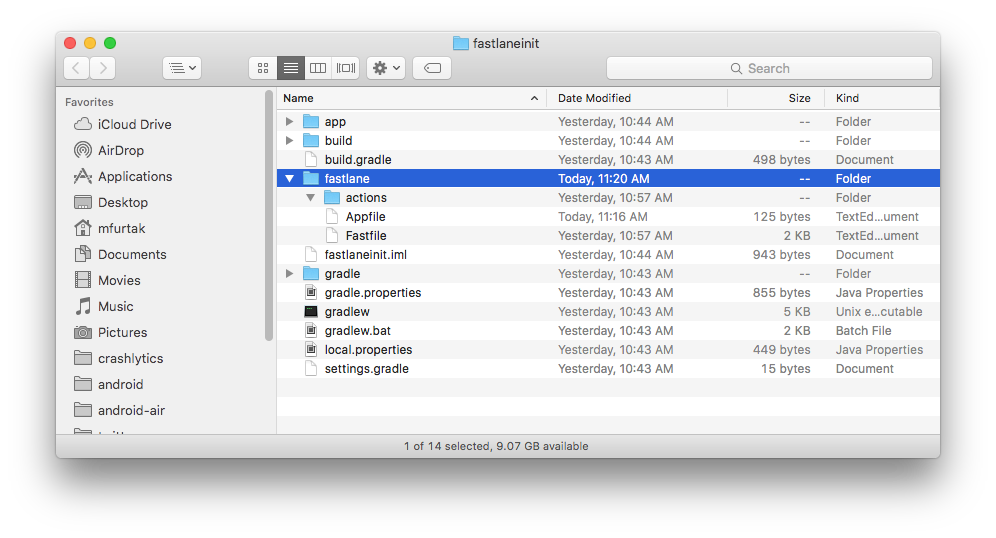 fastlaneinit
Search
Favorites
iCloud Drive
AirDrop
Applications
Desktop
mfurtak
Documents
Movies
Music
Pictures
crashlytics
android
android-air
Name Date Modified Size Kind
app Yesterday, 10:44 AM -- Folder
build Yesterday, 10:44 AM -- Folder
build.gradle Yesterday, 10:43 AM 498 bytes Document
fastlane Today, 11:20 AM -- Folder
actions Yesterday, 10:57 AM -- Folder
Appfile Today, 11:16 AM 125 bytes TextEd...ument
Fastfile Yesterday, 10:57 AM 2 KB TextEd...ument
fastlaneinit.iml Yesterday, 10:44 AM 943 bytes Document
gradle Yesterday, 10:43 AM -- Folder
gradle.properties Yesterday, 10:43 AM 855 bytes Java Properties
gradlew Yesterday, 10:43 AM 5 KB Unix e...cutable
gradlew.bat Yesterday, 10:43 AM 2 KB Batch File
local.properties Yesterday, 10:43 AM 449 bytes Java Properties
settings.gradle Yesterday, 10:43 AM 15 bytes Document
1 of 14 selected, 9.07 GB available